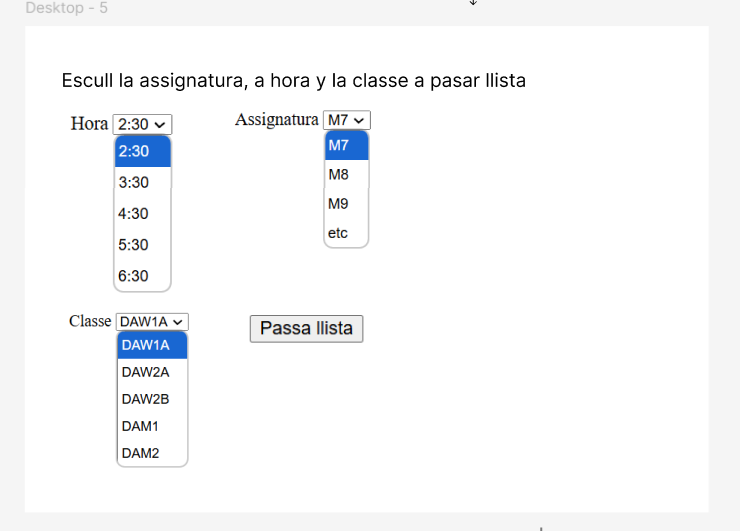 Desktop - 5
Escull la assignatura, a hora y la classe a pasar llista
Hora 2:30
2:30
3:30
4:30
5:30
6:30
Assignatura M7
M7
M8
M9
etc
Classe DAW1A
DAW1A
DAW2A
DAW2B
DAM1
DAM2
Passa llista